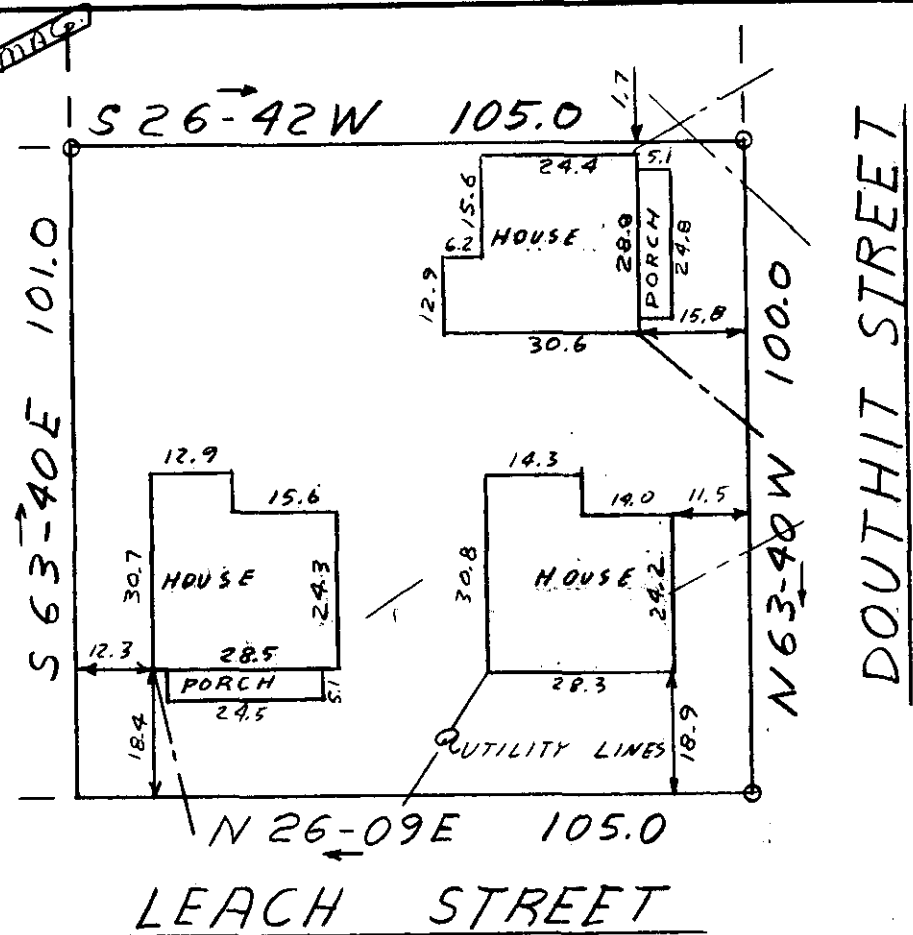 MAG.
S 26-42 W 105.0
1.7
24.4
5.1
15.6
6.2
HOUSE
28.8
PORCH
24.8
12.9
15.8
30.6
S 63-40 E 101.0
N 63-40 W 100.0
DOUTHIT STREET
12.9
15.6
30.7
HOUSE
24.3
12.3
28.5
PORCH
5.1
24.5
18.4
14.3
14.0
11.5
30.8
HOUSE
24.2
28.3
UTILITY LINES
18.9
N 26-09 E 105.0
LEACH STREET